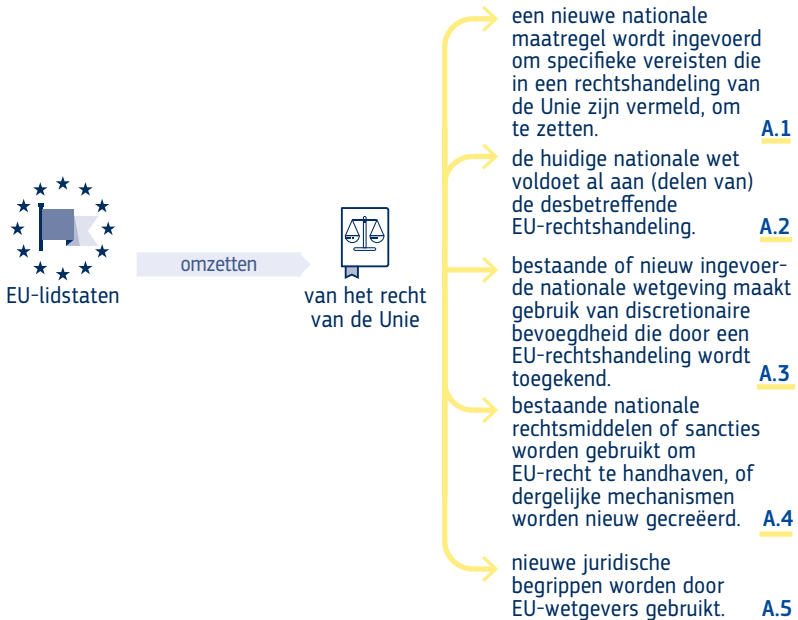 een nieuwe nationale
maatregel wordt ingevoerd
om specifieke vereisten die
in een rechtshandeling van
de Unie zijn vermeld, om
te zetten. A.1
de huidige nationale wet
voldoet al aan (delen van)
de desbetreffende
EU-rechtshandeling. A.2
EU-lidstaten
omzetten
van het recht
van de Unie
bestaande of nieuw ingevoer-
de nationale wetgeving maakt
gebruik van discretionaire
bevoegdheid die door een
EU-rechtshandeling wordt
toegekend. A.3
bestaande nationale
rechtsmiddelen of sancties
worden gebruikt om
EU-recht te handhaven, of
dergelijke mechanismen
worden nieuw gecreëerd. A.4
nieuwe juridische
begrippen worden door
EU-wetgevers gebruikt. A.5